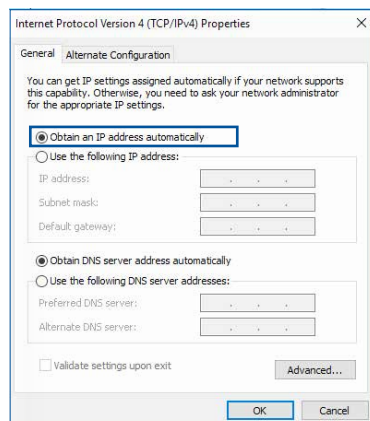 Internet Protocol Version 4 (TCP/IPv4) Properties
General
Alternate Configuration
You can get IP settings assigned automatically if your network supports
this capability. Otherwise, you need to ask your network administrator
for the appropriate IP settings.
Obtain an IP address automatically
Use the following IP address:
IP address:
Subnet mask:
Default gateway:
Obtain DNS server address automatically
Use the following DNS server addresses:
Preferred DNS server:
Alternate DNS server:
Validate settings upon exit
Advanced...
OK
Cancel